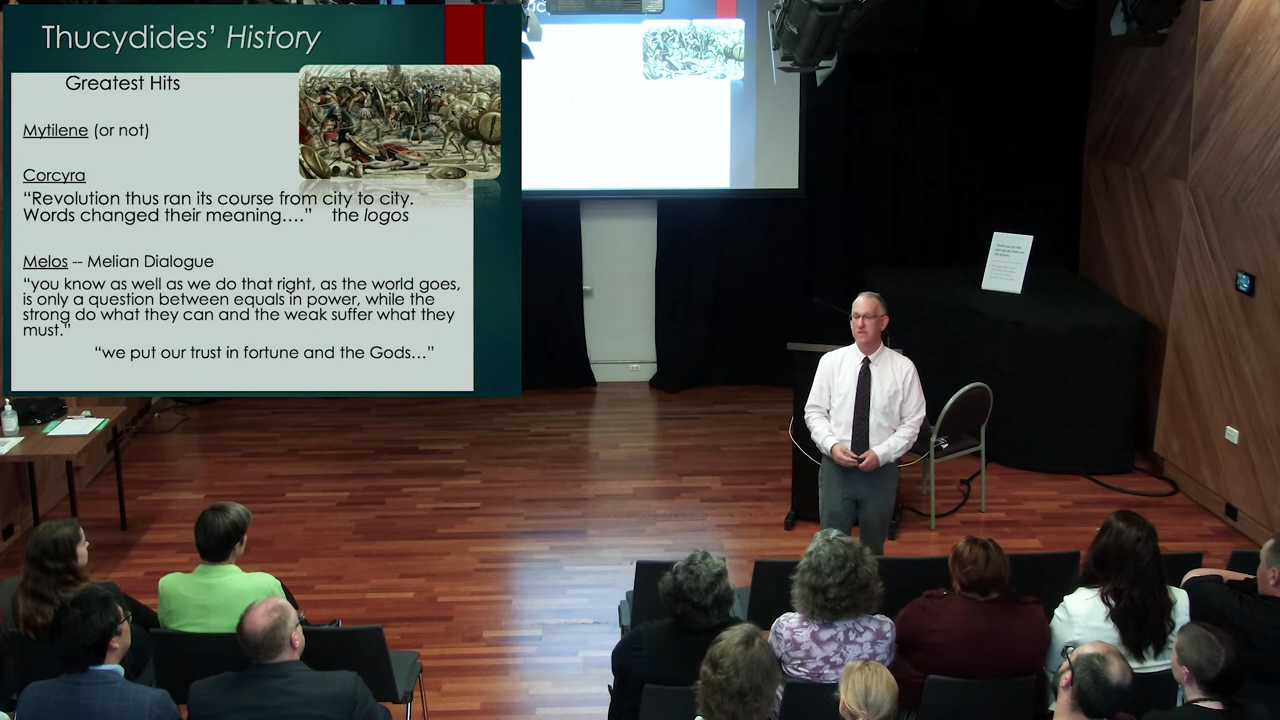 Thucydides’ History
Greatest Hits
Mytilene (or not)
Corcyra
“Revolution thus ran its course from city to city.
Words changed their meaning….”    the logos
Melos -- Melian Dialogue
“you know as well as we do that right, as the world goes,
is only a question between equals in power, while the
strong do what they can and the weak suffer what they
must.”
“we put our trust in fortune and the Gods…”